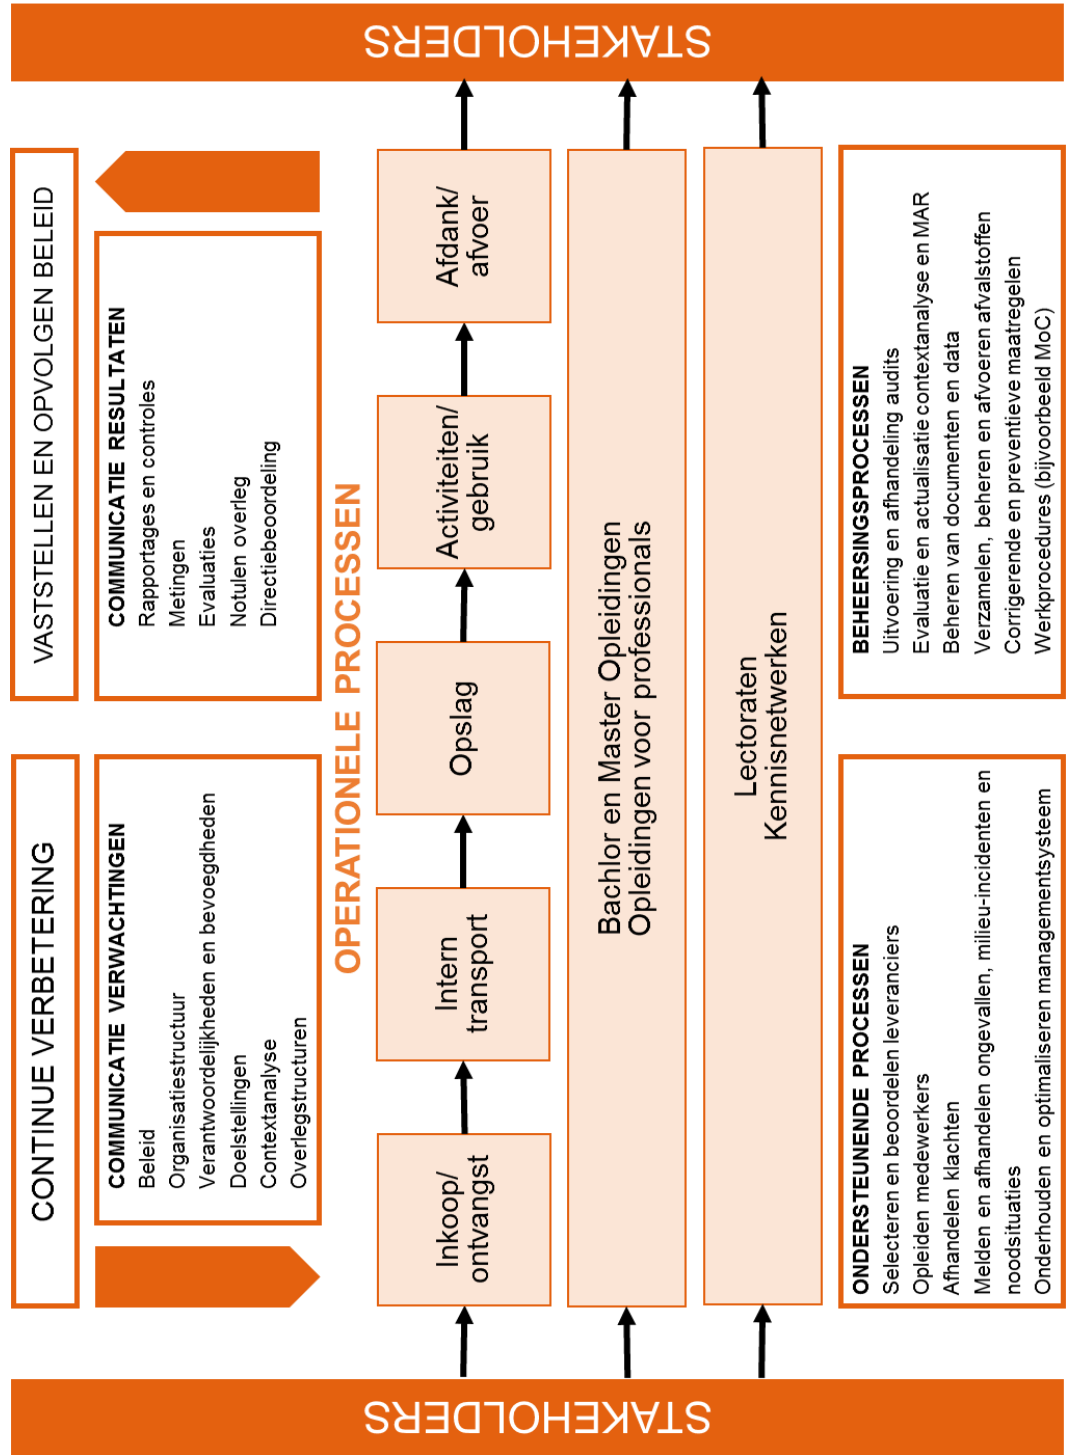 STAKEHOLDERS
CONTINUE VERBETERING
VASTSTELLEN EN OPVOLGEN BELEID
COMMUNICATIE VERWACHTINGEN
Beleid
Organisatiestructuur
Verantwoordelijkheden en bevoegdheden
Doelstellingen
Contextanalyse
Overlegstructuren
COMMUNICATIE RESULTATEN
Rapportages en controles
Metingen
Evaluaties
Notulen overleg
Directiebeoordeling
OPERATIONELE PROCESSEN
Inkoop/
ontvangst
Intern
transport
Opslag
Activiteiten/
gebruik
Afdank/
afvoer
Bachlor en Master Opleidingen
Opleidingen voor professionals
Lectoraten
Kennisnetwerken
ONDERSTEUNENDE PROCESSEN
Selecteren en beoordelen leveranciers
Opleiden medewerkers
Afhandelen klachten
Melden en afhandelen ongevallen, milieu-incidenten en
noodsituaties
Onderhouden en optimaliseren managementsysteem
BEHEERSINGSPROCESSEN
Uitvoering en afhandeling audits
Evaluatie en actualisatie contextanalyse en MAR
Beheren van documenten en data
Verzamelen, beheren en afvoeren afvalstoffen
Corrigerende en preventieve maatregelen
Werkprocedures (bijvoorbeeld MoC)
STAKEHOLDERS